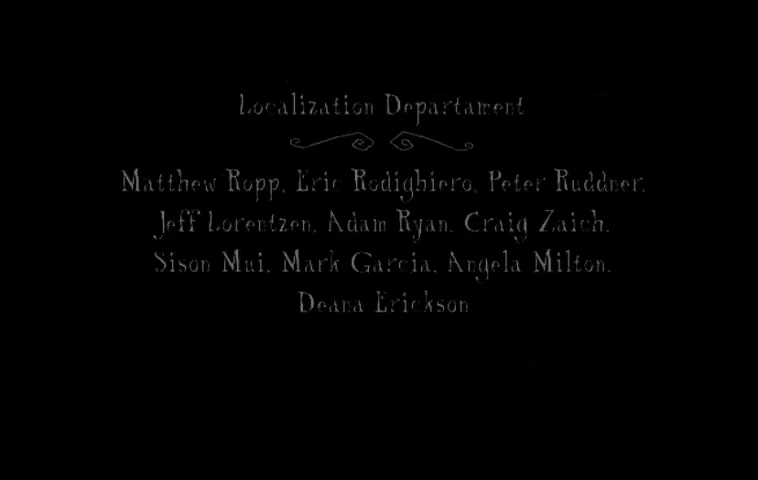 Localization Departament
Matthew Ropp, Eric Rodighiero, Peter Ruddner,
Jeff Lorentzen, Adam Ryan, Craig Zaich,
Sison Mui, Mark Garcia, Angela Milton,
Deana Erickson